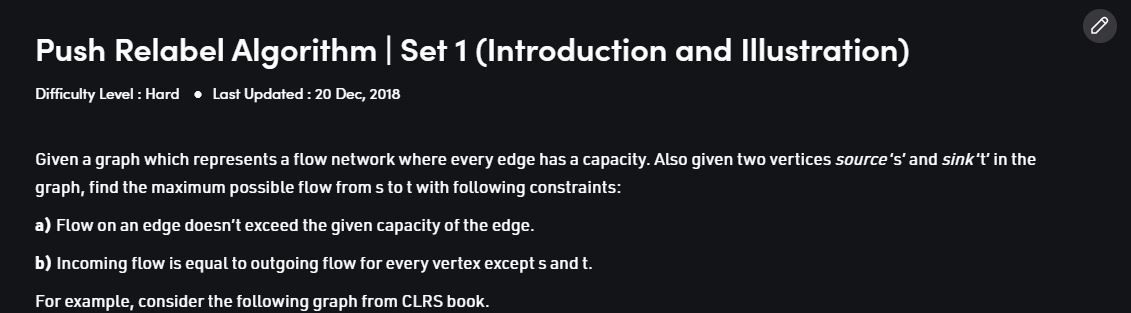 Push Relabel Algorithm | Set 1 (Introduction and Illustration)
Difficulty Level : Hard ● Last Updated : 20 Dec, 2018
Given a graph which represents a flow network where every edge has a capacity. Also given two vertices source 's' and sink 't' in the
graph, find the maximum possible flow from s to t with following constraints:
a) Flow on an edge doesn't exceed the given capacity of the edge.
b) Incoming flow is equal to outgoing flow for every vertex except s and t.
For example, consider the following graph from CLRS book.